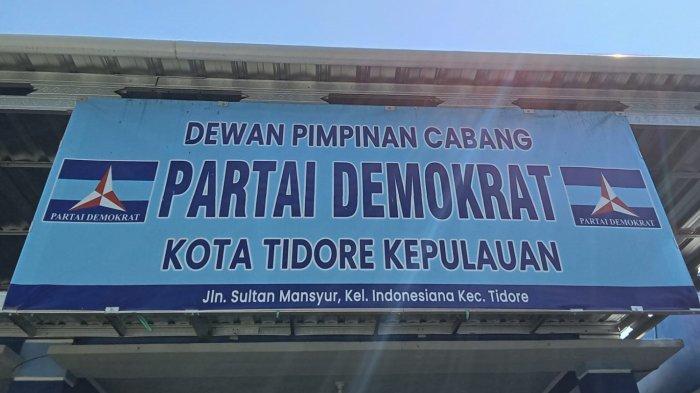 DEWAN PIMPINAN CABANG
PARTAI DEMOKRAT
KOTA TIDORE KEPULAUAN
Jln. Sultan Mansyur, Kel. Indonesiana Kec. Tidore
PARTAI DEMOKRAT
PARTAI DEMOKRAT